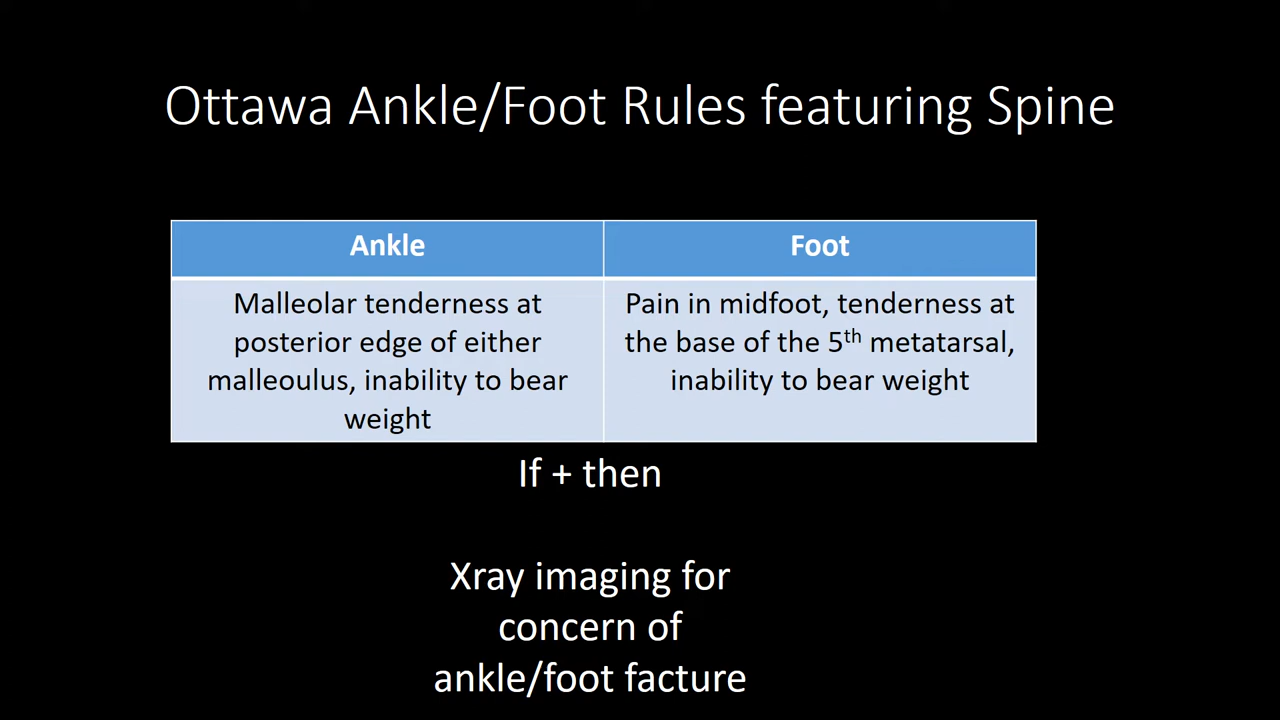 Ottawa Ankle/Foot Rules featuring Spine
Ankle
Foot
Malleolar tenderness at
posterior edge of either
malleoulus, inability to bear
weight
Pain in midfoot, tenderness at
the base of the 5th metatarsal,
inability to bear weight
If + then
Xray imaging for
concern of
ankle/foot facture